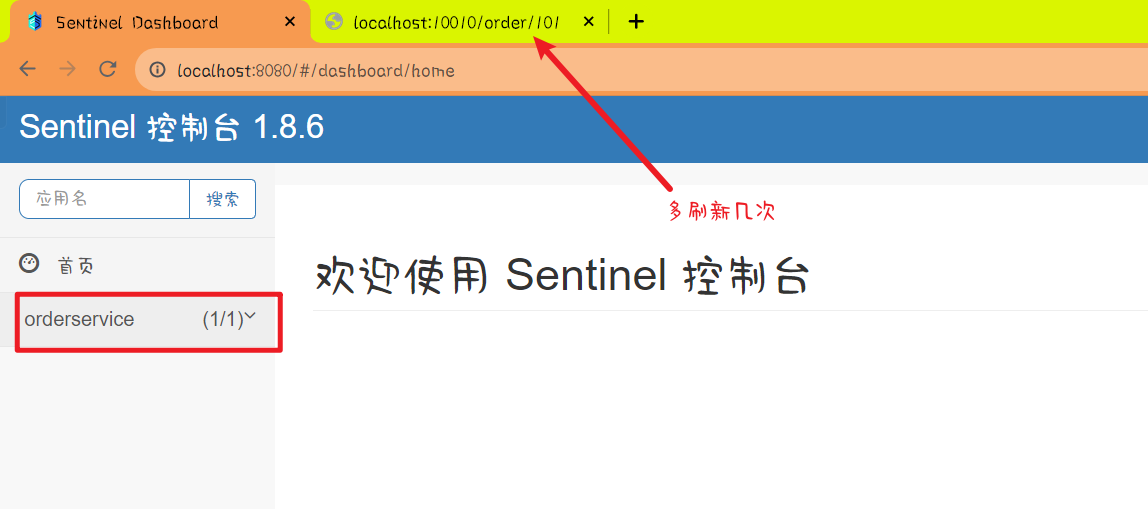 Sentinel Dashboard
localhost:10010/order/101
localhost:8080/#/dashboard/home
Sentinel 控制台 1.8.6
应用名
搜索
多刷新几次
首页
欢迎使用 Sentinel 控制台
orderservice (1/1)